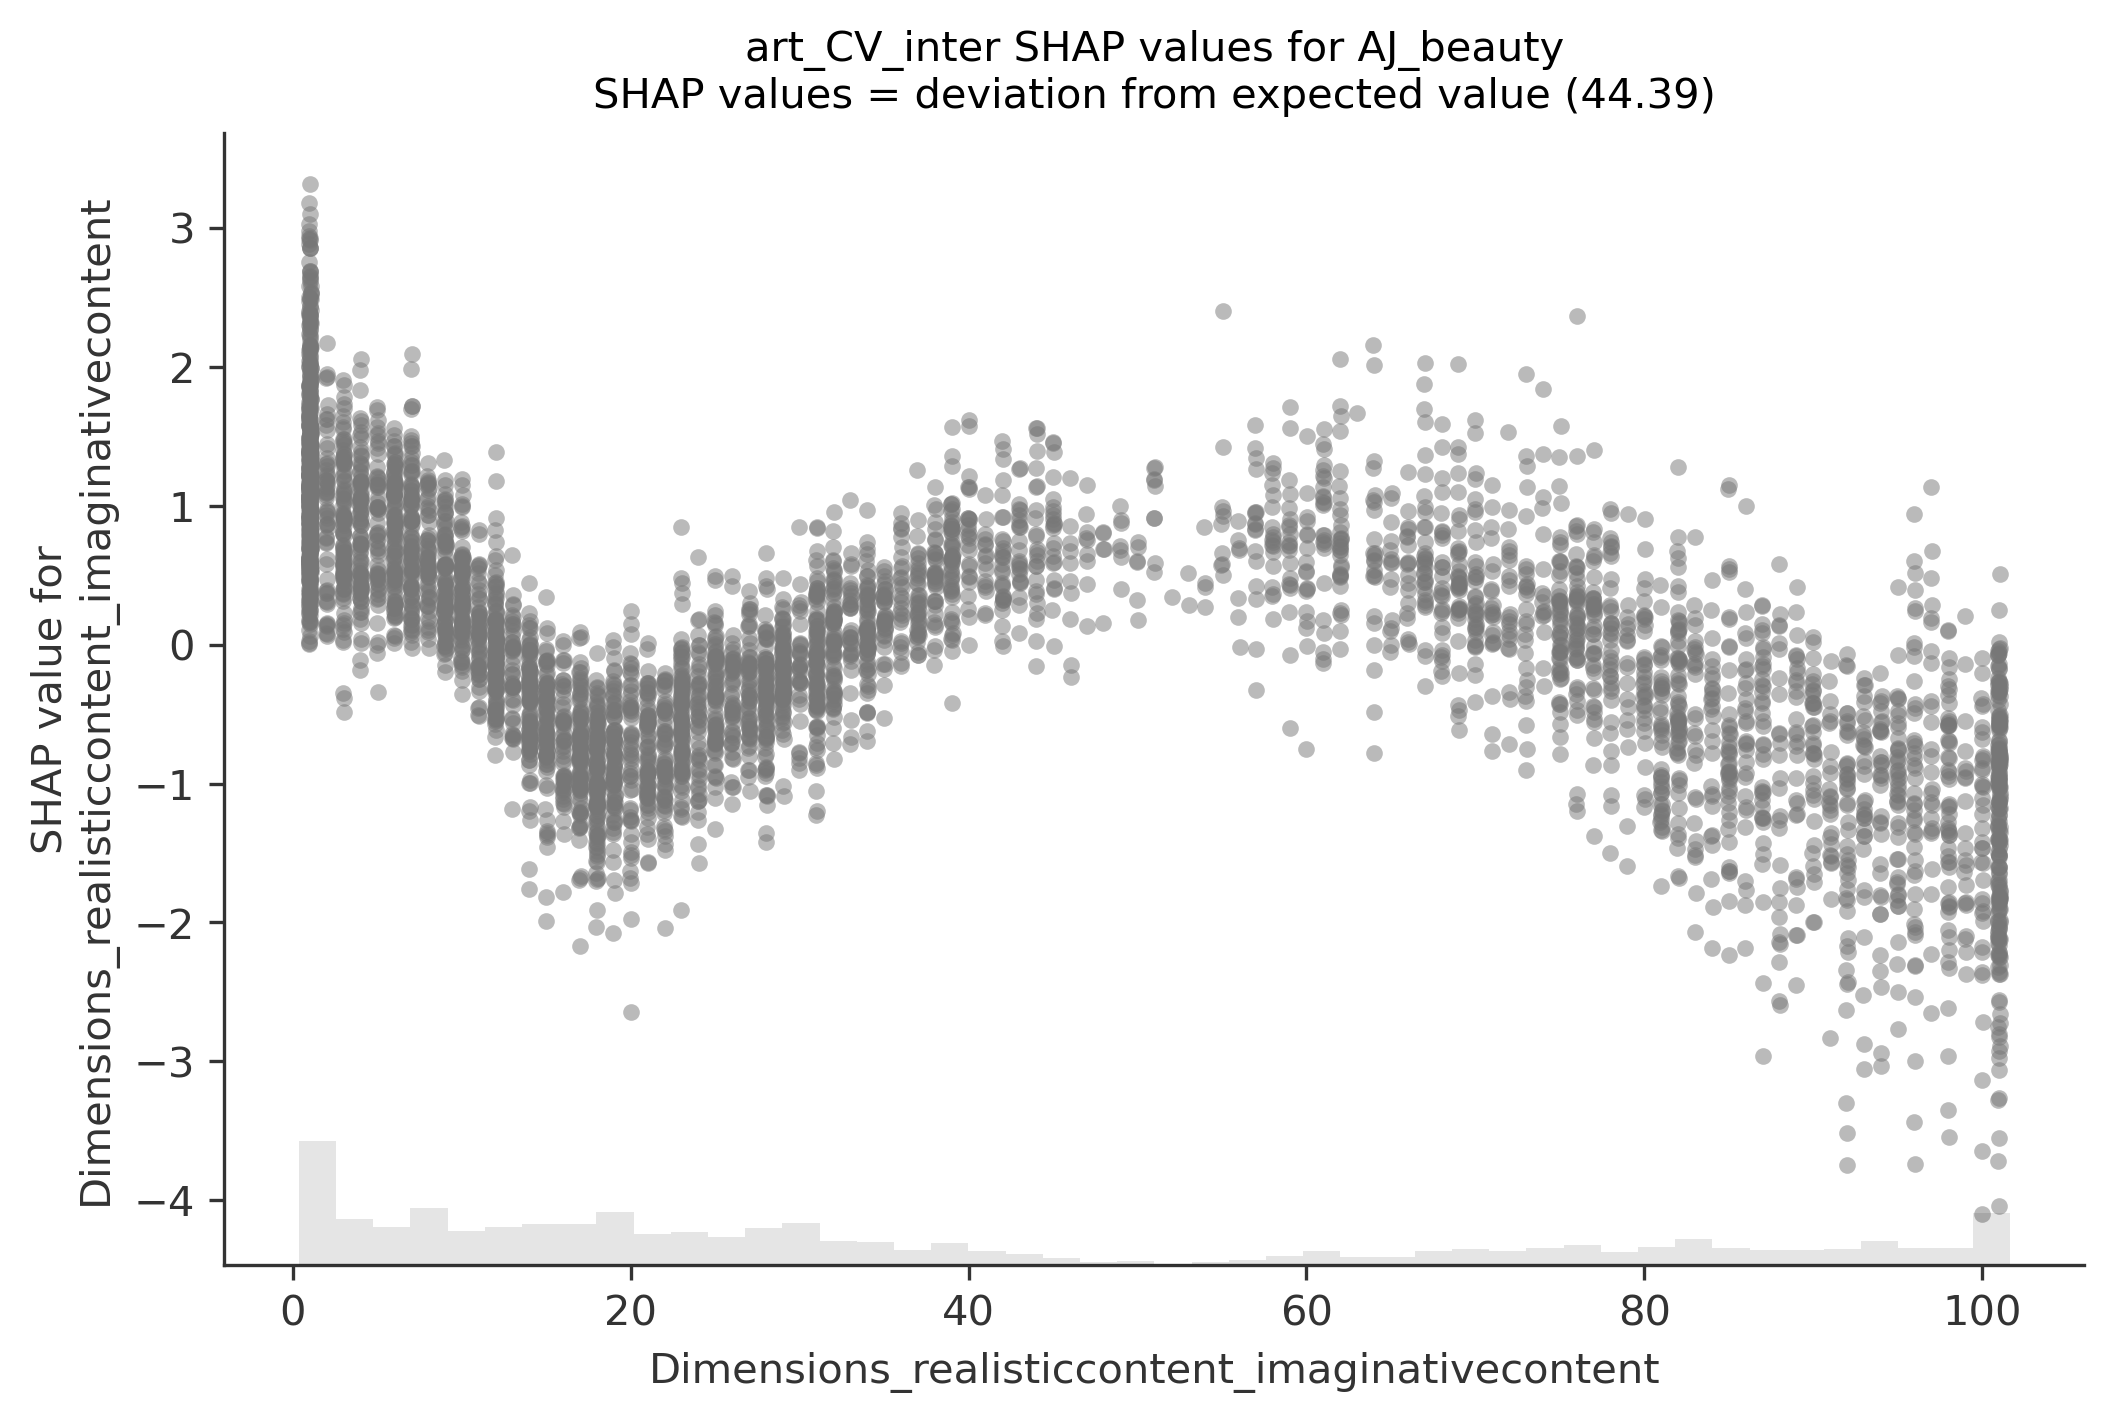 art_CV_inter SHAP values for AJ_beauty
SHAP values = deviation from expected value (44.39)
SHAP value for
Dimensions_realisticcontent_imaginativecontent
3
2
1
0
−1
−2
−3
−4
0 20 40 60 80 100
Dimensions_realisticcontent_imaginativecontent